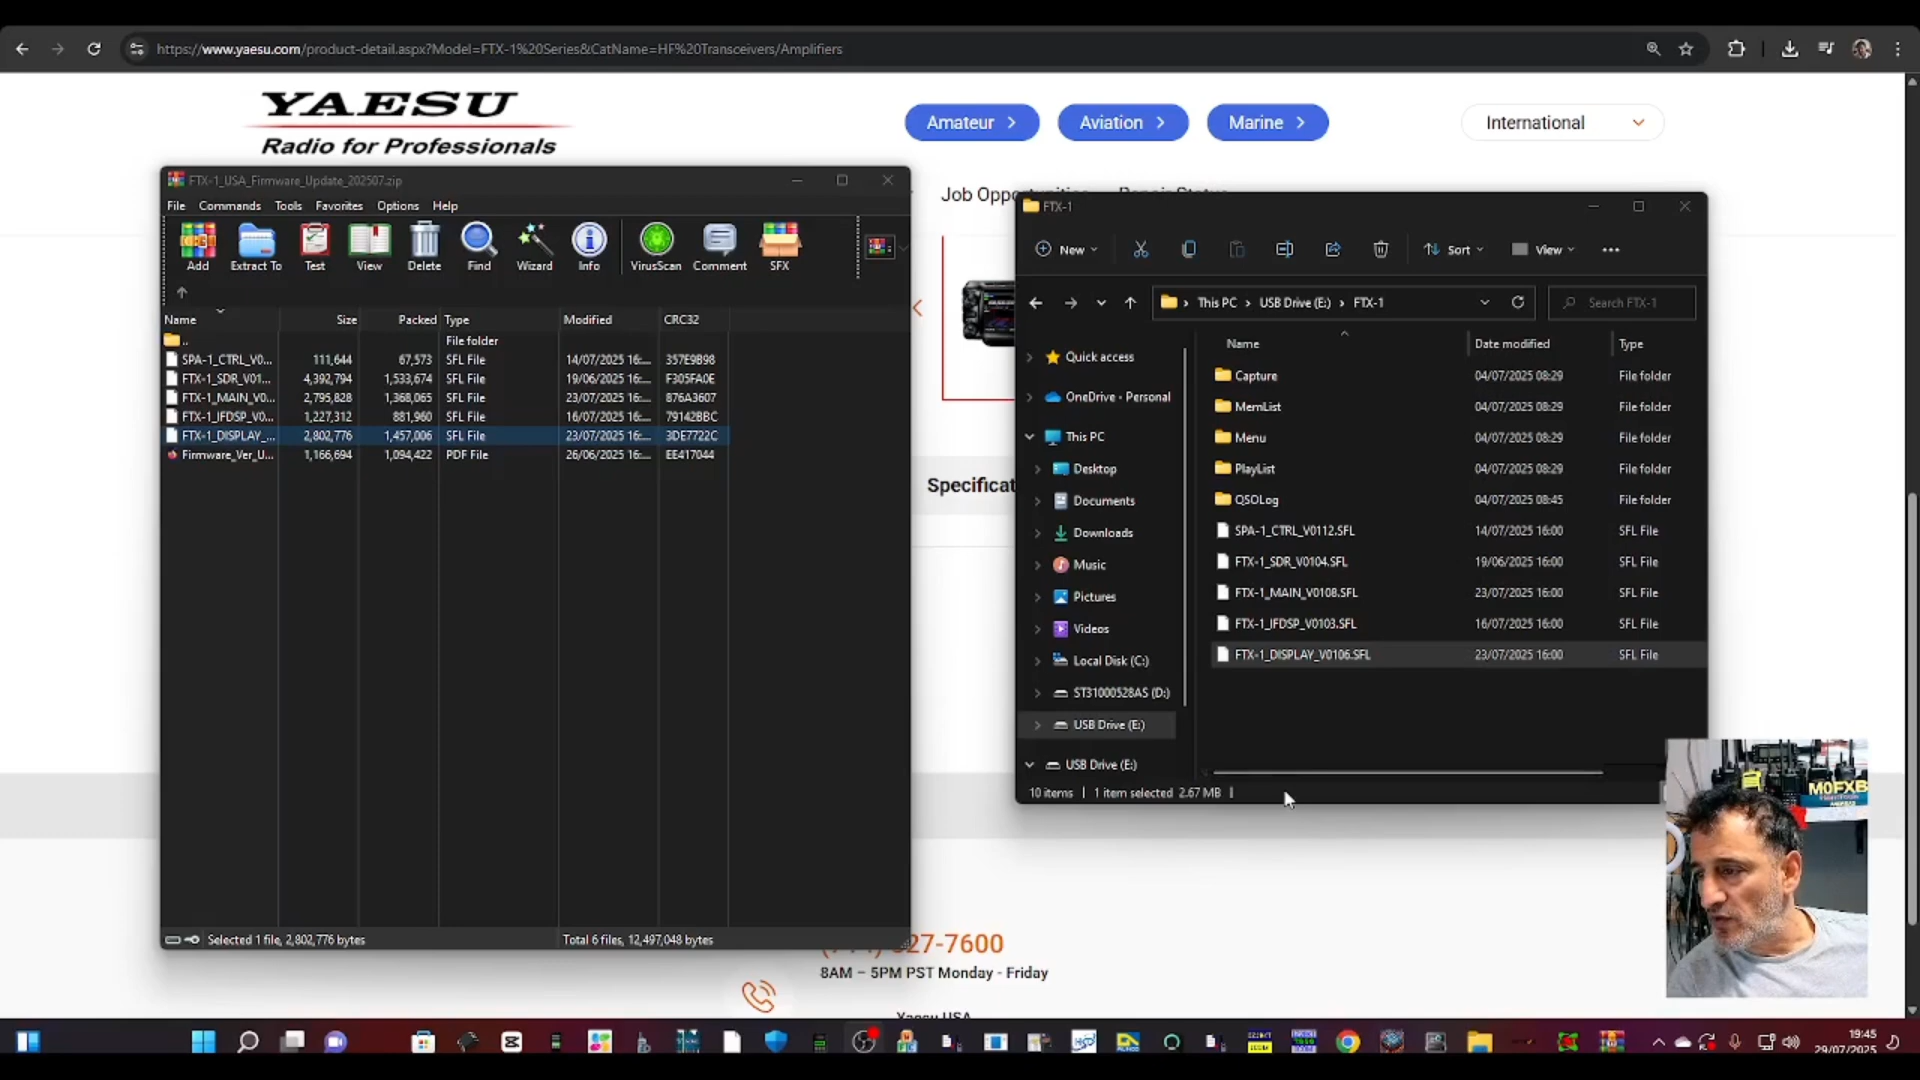 https://www.yaesu.com/product-detail.aspx?Model=FTX-1%20Series&CatName=HF%20Transceivers/Amplifiers
YAESU
Radio for Professionals
Amateur
Aviation
Marine
International
Job Opportunities
Repair Status
FTX-1_USA_Firmware_Update_202507.zip
File Commands Tools Favorites Options Help
Add Extract To Test View Delete Find Wizard Info VirusScan Comment SFX
Name Size Packed Type Modified CRC32
.. File folder
SPA-1_CTRL_V0... 111,644 67,573 SFL File 14/07/2025 16:... 357E9B98
FTX-1_SDR_V01... 4,392,794 1,533,674 SFL File 19/06/2025 16:... F305FA0E
FTX-1_MAIN_V0... 2,795,828 1,368,065 SFL File 23/07/2025 16:... 876A3607
FTX-1_IFDSP_V0... 1,227,312 881,960 SFL File 16/07/2025 16:... 79142BBC
FTX-1_DISPLAY_... 2,802,776 1,457,006 SFL File 23/07/2025 16:... 3DE7722C
Firmware_Ver_U... 1,166,694 1,094,422 PDF File 26/06/2025 16:... EE417044
Selected 1 file, 2,802,776 bytes
Total 6 files, 12,497,048 bytes
FTX-1
New Sort View
This PC › USB Drive (E:) › FTX-1
Search FTX-1
Quick access
OneDrive - Personal
This PC
Desktop
Documents
Downloads
Music
Pictures
Videos
Local Disk (C:)
ST31000528AS (D:)
USB Drive (E:)
USB Drive (E:)
Name Date modified Type
Capture 04/07/2025 08:29 File folder
MemList 04/07/2025 08:29 File folder
Menu 04/07/2025 08:29 File folder
PlayList 04/07/2025 08:29 File folder
QSOLog 04/07/2025 08:45 File folder
SPA-1_CTRL_V0112.SFL 14/07/2025 16:00 SFL File
FTX-1_SDR_V0104.SFL 19/06/2025 16:00 SFL File
FTX-1_MAIN_V0108.SFL 23/07/2025 16:00 SFL File
FTX-1_IFDSP_V0103.SFL 16/07/2025 16:00 SFL File
FTX-1_DISPLAY_V0106.SFL 23/07/2025 16:00 SFL File
10 items | 1 item selected 2.67 MB |
Specificat
M0FXB
27-7600
8AM – 5PM PST Monday - Friday
Yaesu USA
19:45
29/07/2025